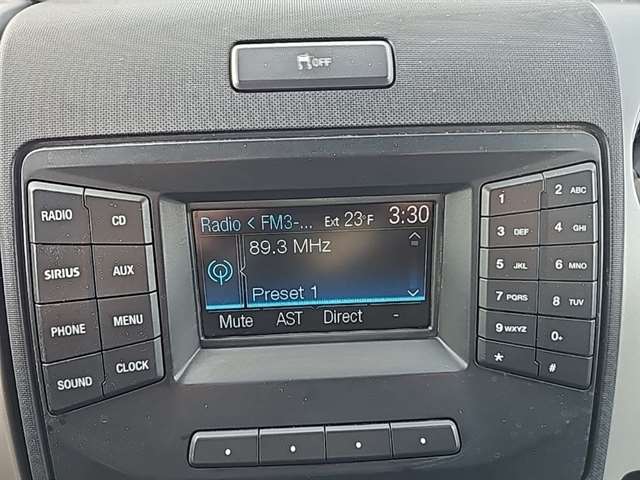 OFF
Radio < FM3-... Ext 23°F 3:30
89.3 MHz
Preset 1
Mute AST Direct -
RADIO CD
SIRIUS AUX
PHONE MENU
SOUND CLOCK
1 2 ABC
3 DEF 4 GHI
5 JKL 6 MNO
7 PQRS 8 TUV
9 WXYZ 0+
* #